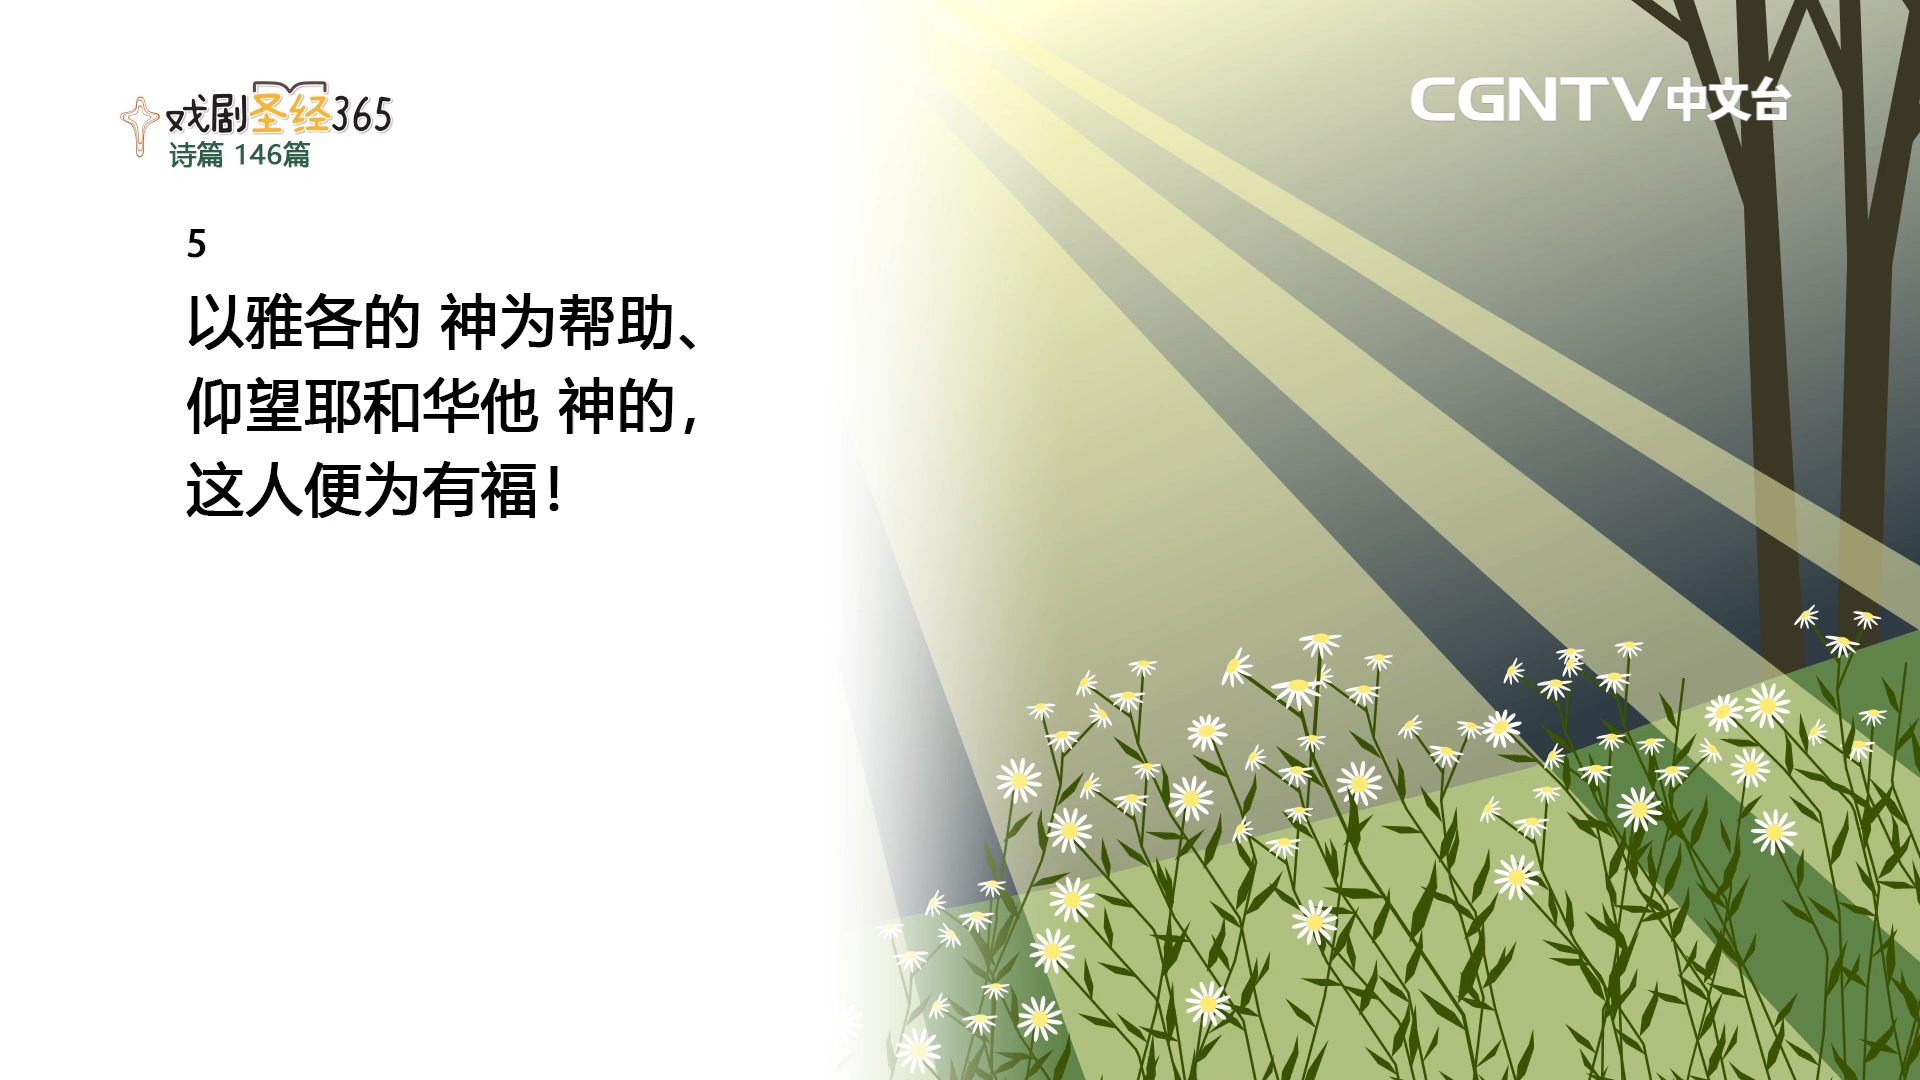 戏剧圣经365
诗篇 146篇
CGNTV中文台
5
以雅各的 神为帮助、
仰望耶和华他 神的，
这人便为有福！